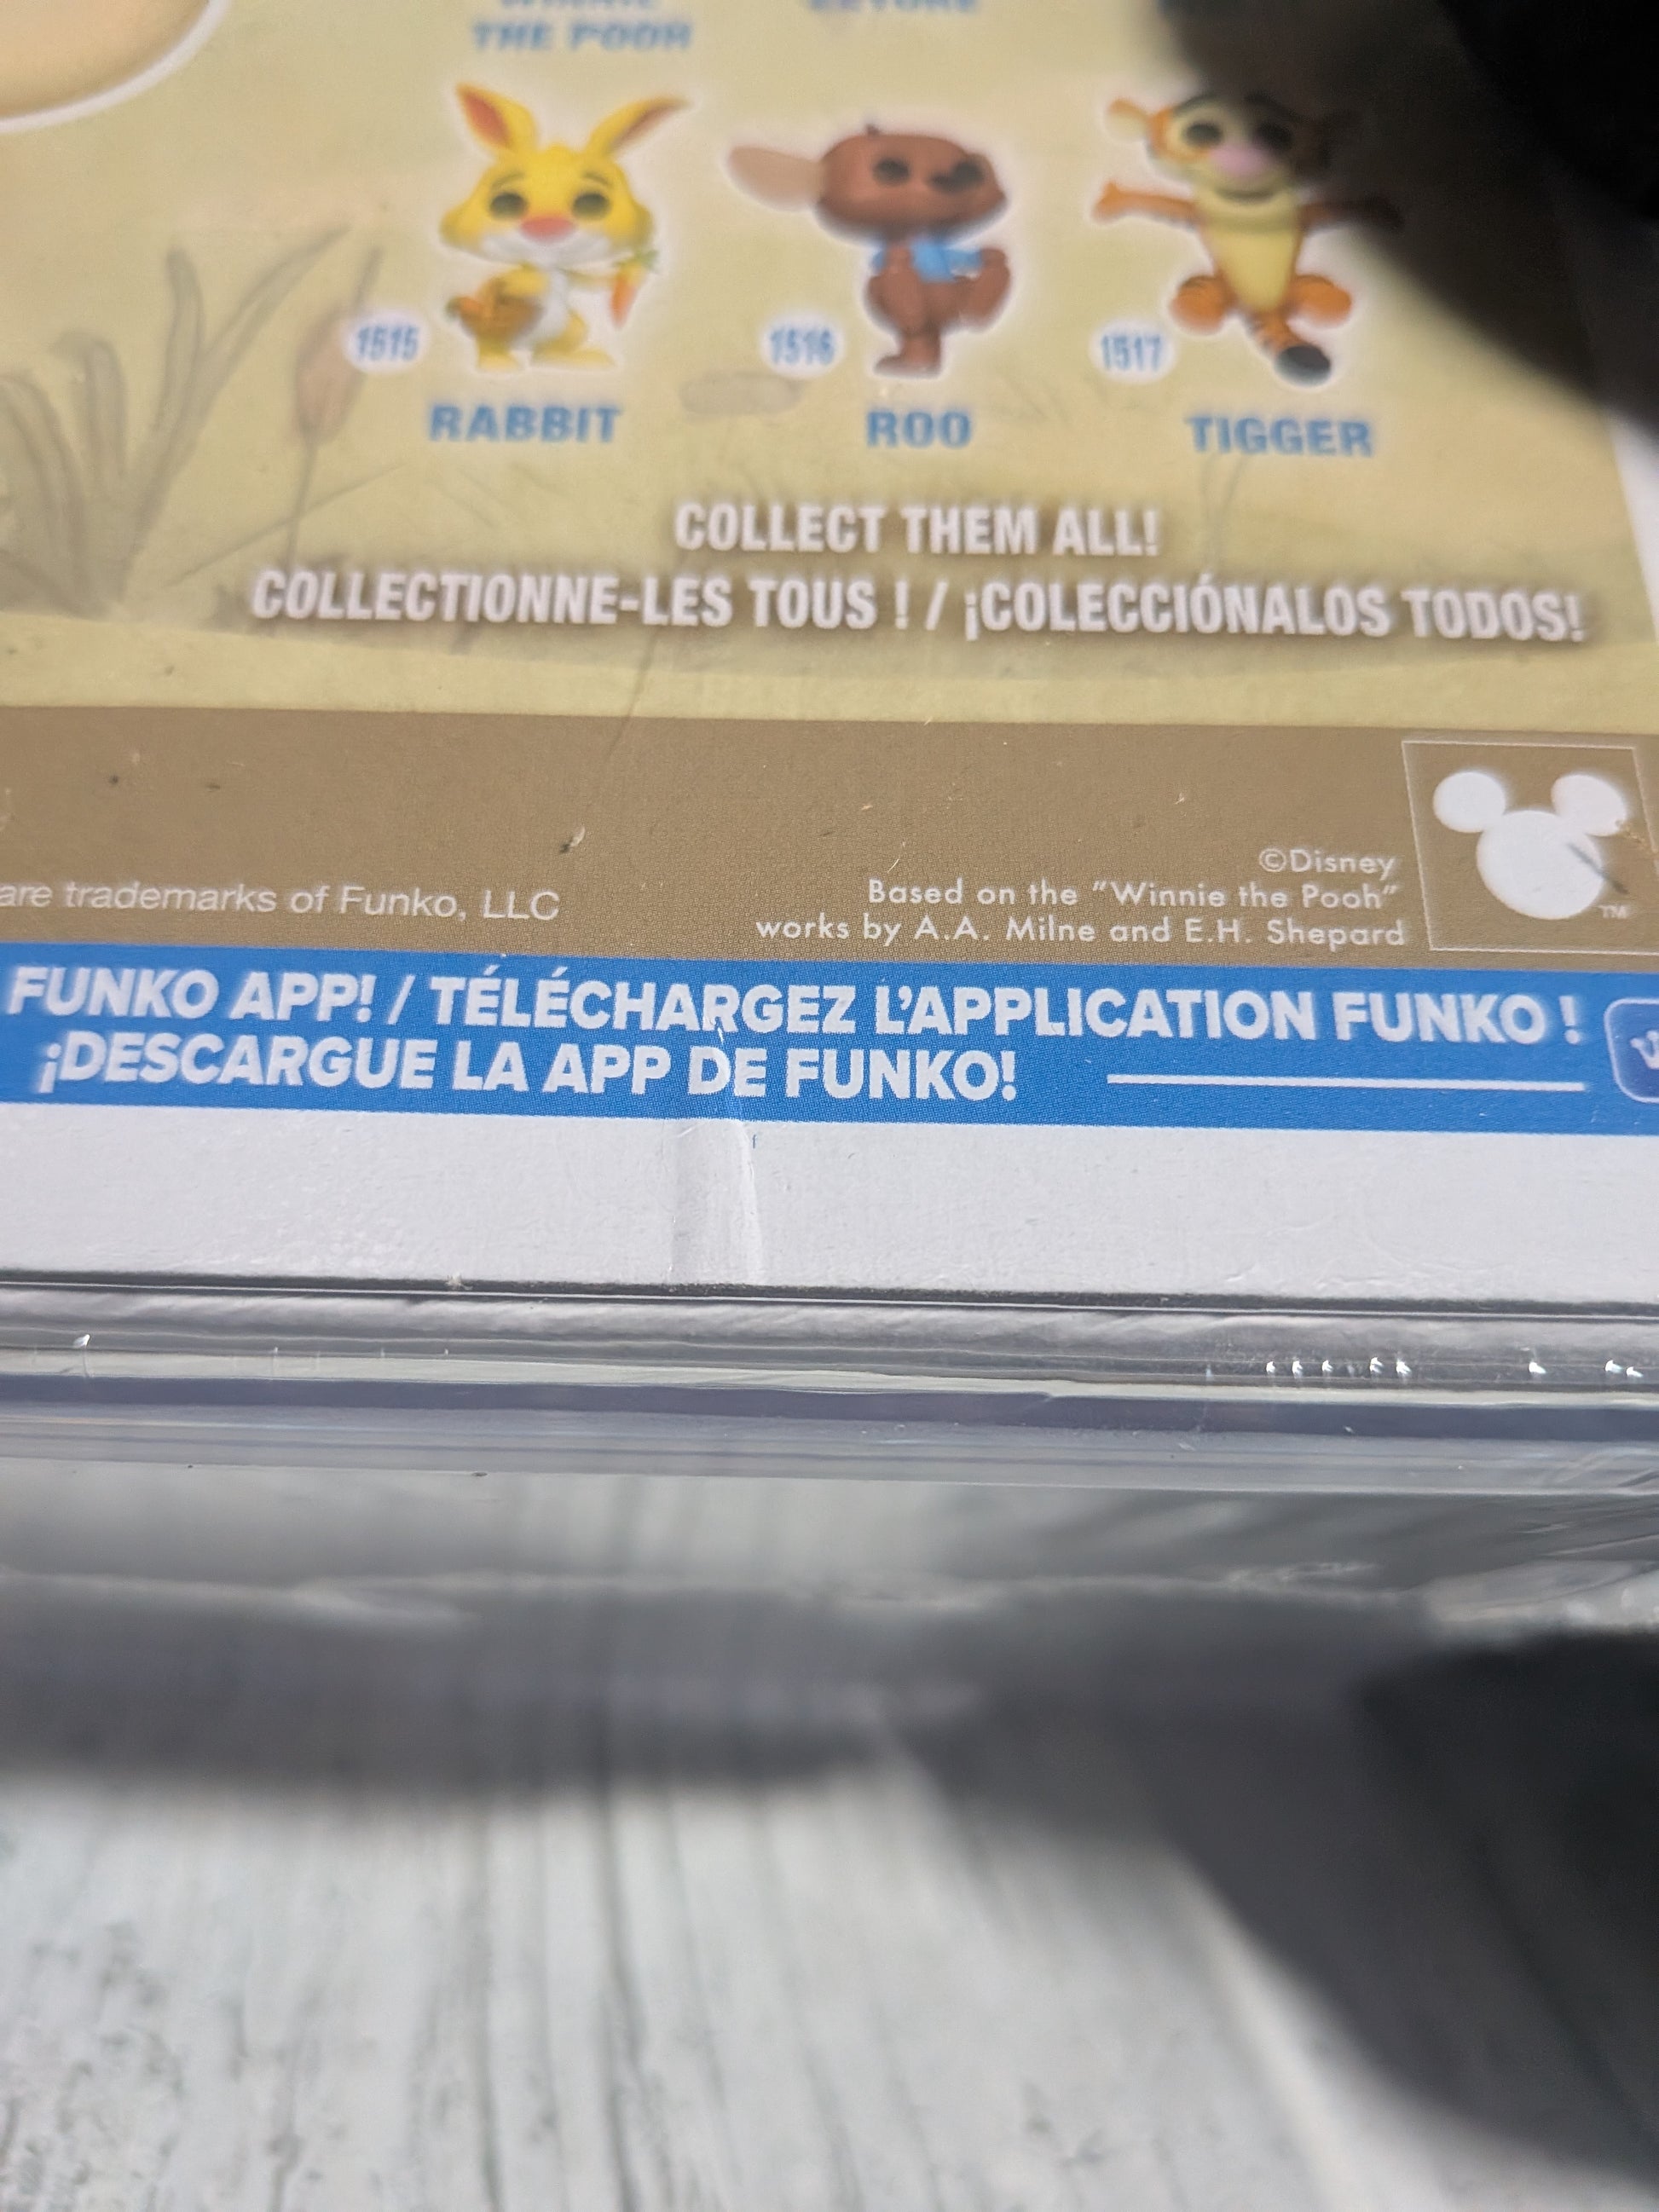 THE POOH
1515
1516
1517
RABBIT
ROO
TIGGER
COLLECT THEM ALL!
COLLECTIONNE-LES TOUS ! / ¡COLECCIÓNALOS TODOS!
©Disney
Based on the "Winnie the Pooh"
works by A.A. Milne and E.H. Shepard
TM
are trademarks of Funko, LLC
FUNKO APP! / TÉLÉCHARGEZ L'APPLICATION FUNKO !
¡DESCARGUE LA APP DE FUNKO!